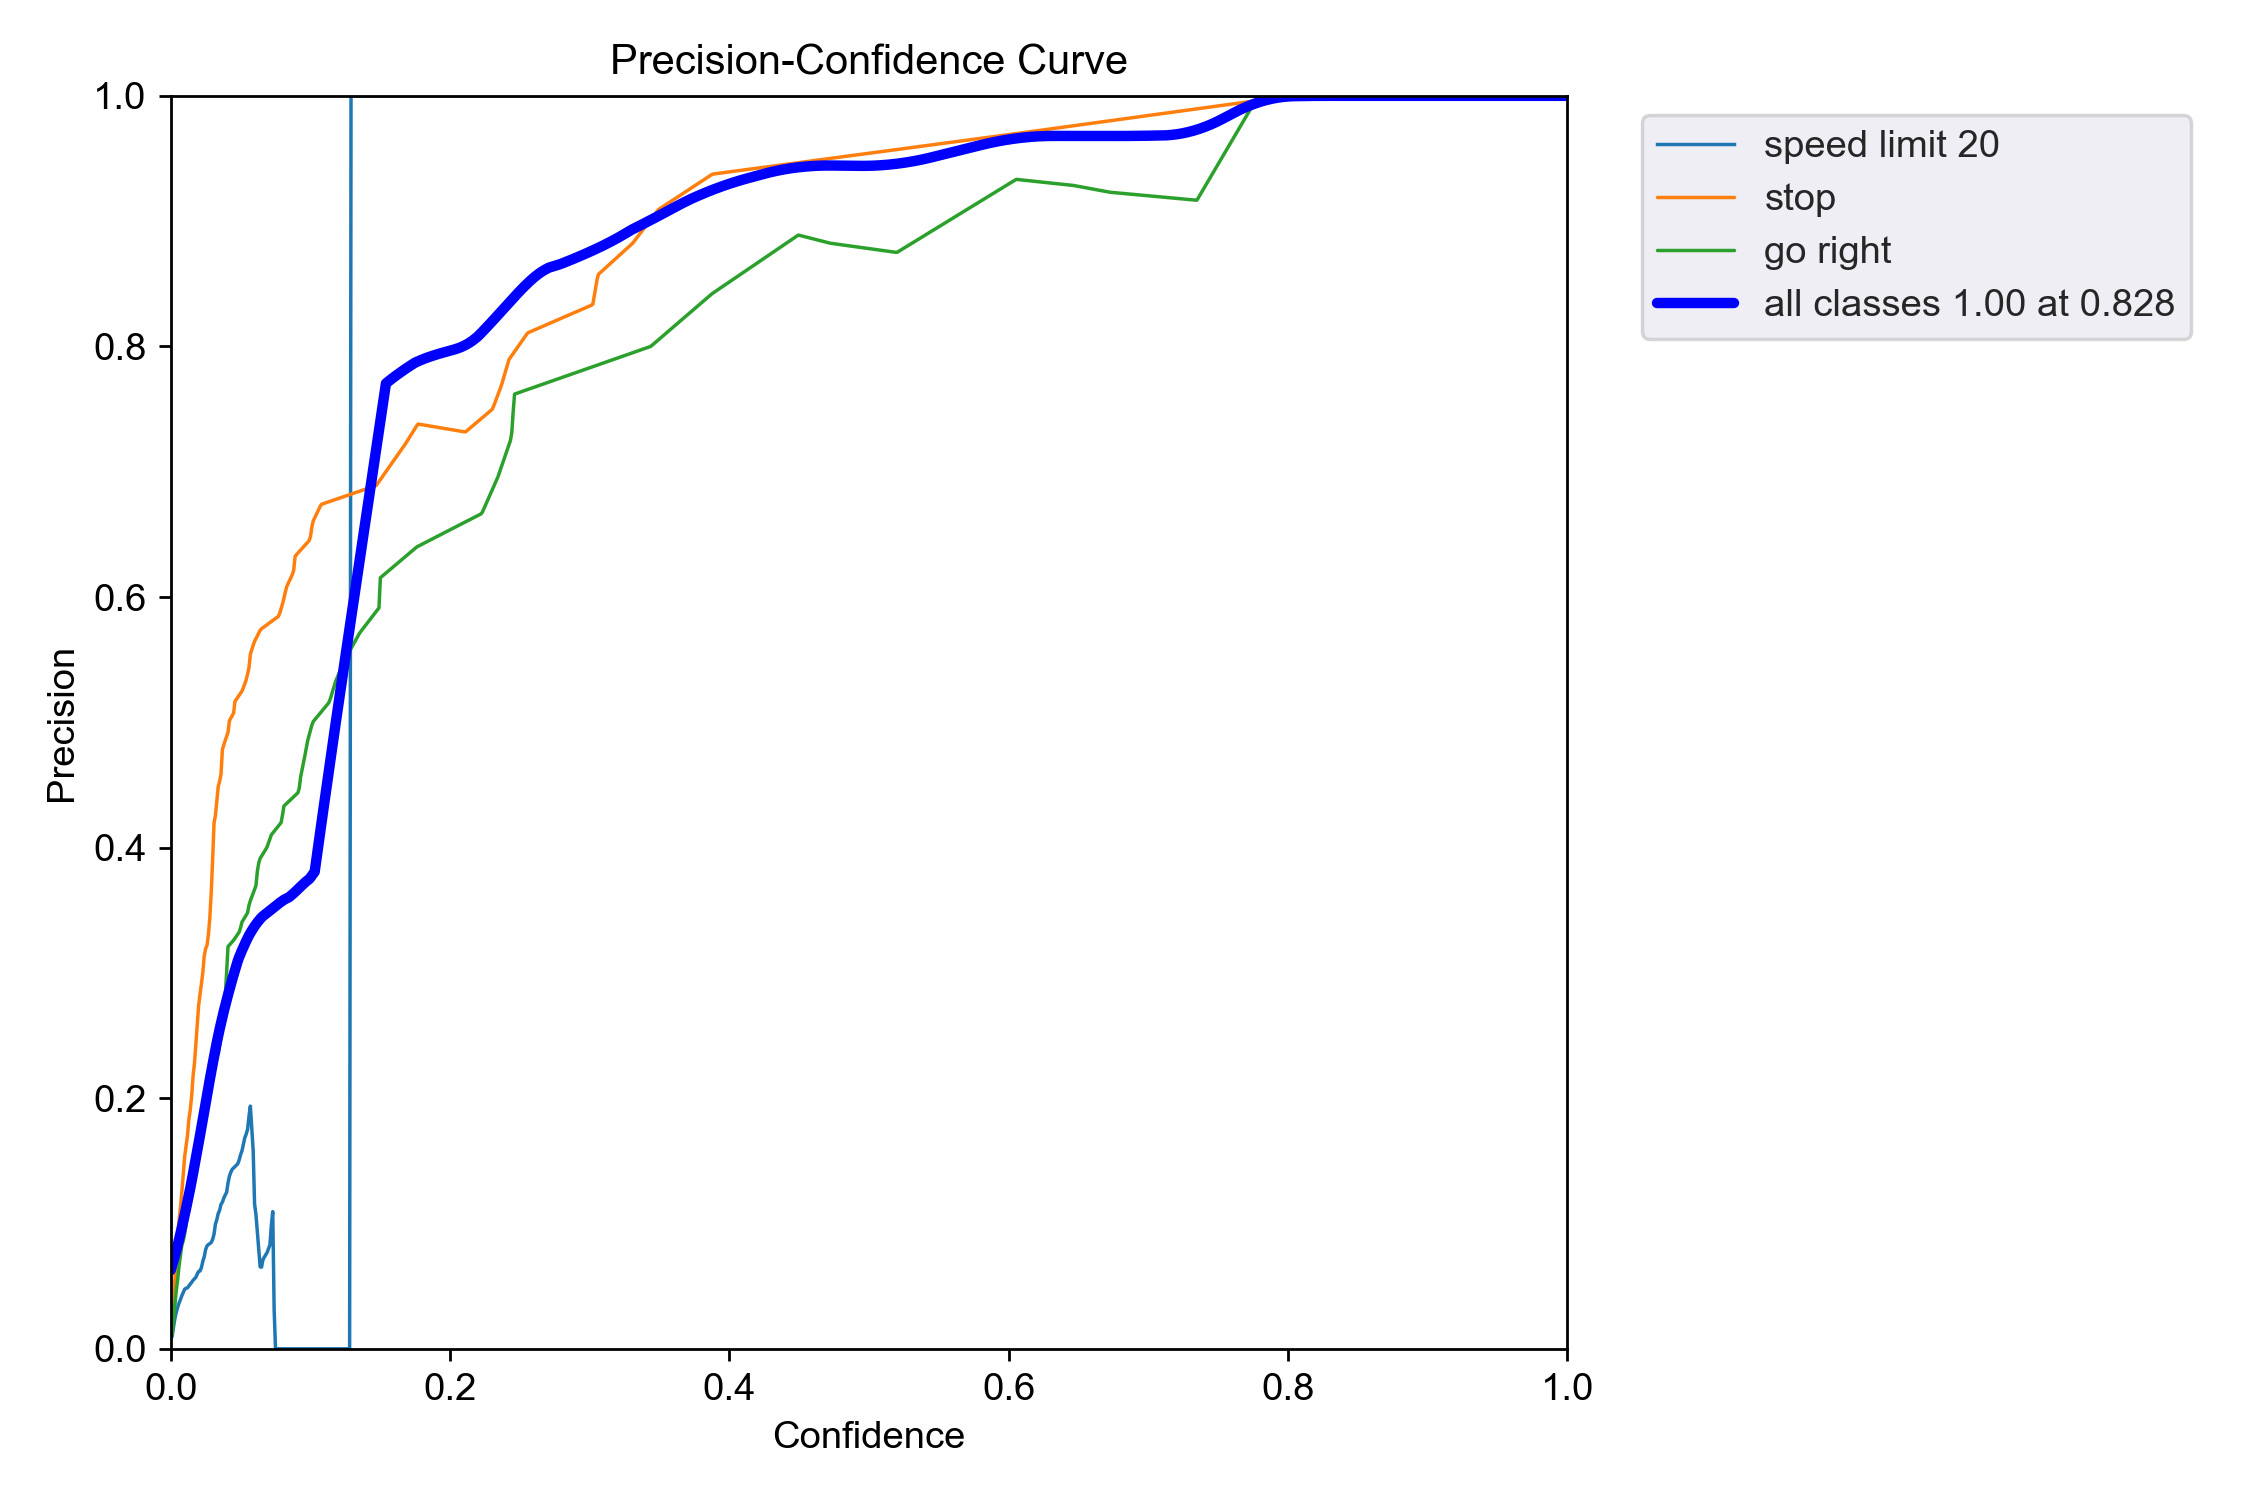 Precision-Confidence Curve
1.0
0.8
0.6
0.4
0.2
0.0
Precision
0.0 0.2 0.4 0.6 0.8 1.0
Confidence
speed limit 20
stop
go right
all classes 1.00 at 0.828